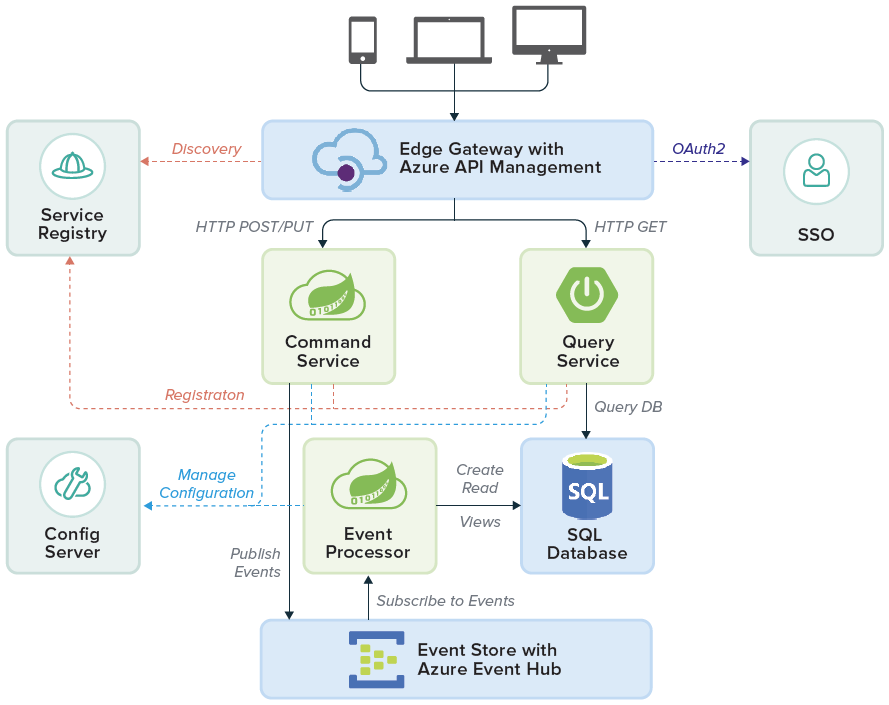 Discovery
Edge Gateway with
Azure API Management
OAuth2
Service
Registry
SSO
HTTP POST/PUT
HTTP GET
Command
Service
Query
Service
Registraton
Query DB
Manage
Configuration
Create
Read
Views
SQL
Config
Server
Event
Processor
SQL
Database
Publish
Events
Subscribe to Events
Event Store with
Azure Event Hub